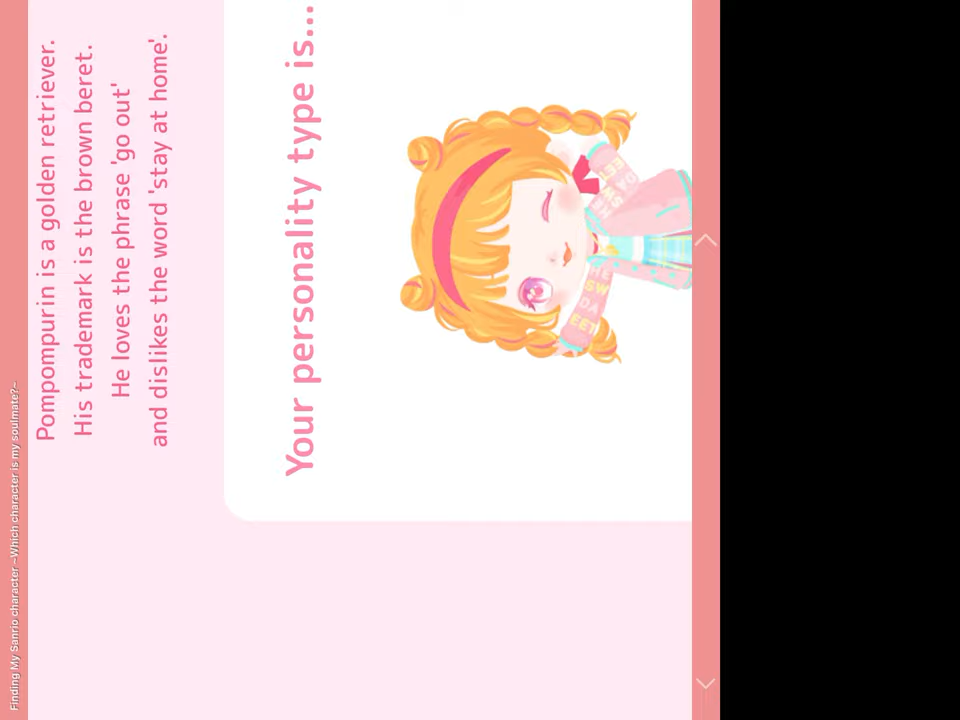 Finding My Sanrio character ~Which character is my soulmate?~
Pompompurin is a golden retriever.
His trademark is the brown beret.
He loves the phrase 'go out'
and dislikes the word 'stay at home'.
Your personality type is...